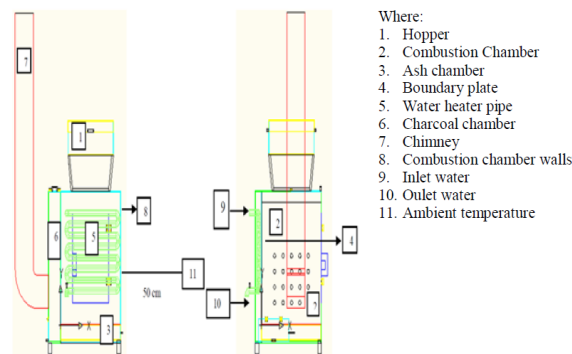 Where:
1. Hopper
2. Combustion Chamber
3. Ash chamber
4. Boundary plate
5. Water heater pipe
6. Charcoal chamber
7. Chimney
8. Combustion chamber walls
9. Inlet water
10. Oulet water
11. Ambient temperature
7
1
8
6
5
11
50 cm
Y
X
3
9
2
4
10